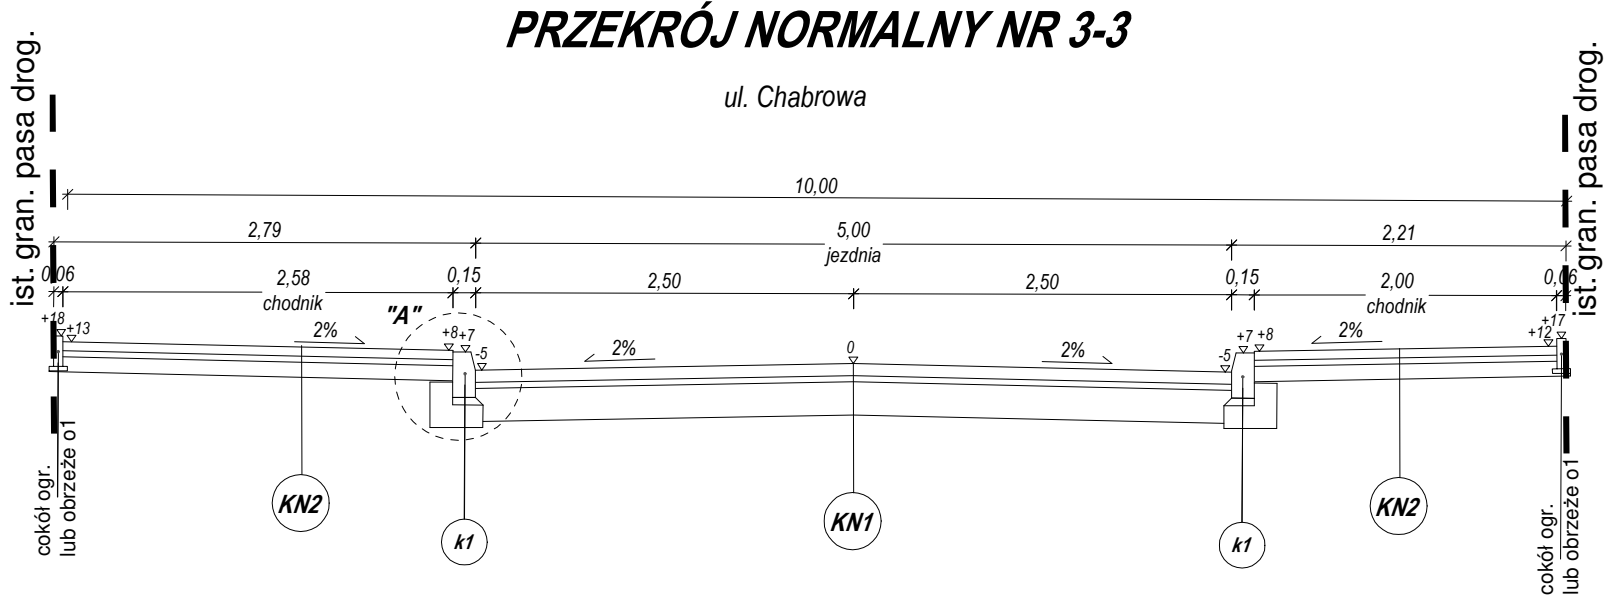 PRZEKRÓJ NORMALNY NR 3-3
ul. Chabrowa
ist. gran. pasa drog.
ist. gran. pasa drog.
10,00
2,79
5,00
2,21
jezdnia
0,06
2,58
0,15
2,50
2,50
0,15
2,00
0,06
chodnik
chodnik
"A"
+18
+13
2%
+8
+7
-5
2%
0
2%
-5
+7
+8
2%
+12
+17
KN2
k1
KN1
k1
KN2
cokół ogr.
lub obrzeże o1
cokół ogr.
lub obrzeże o1